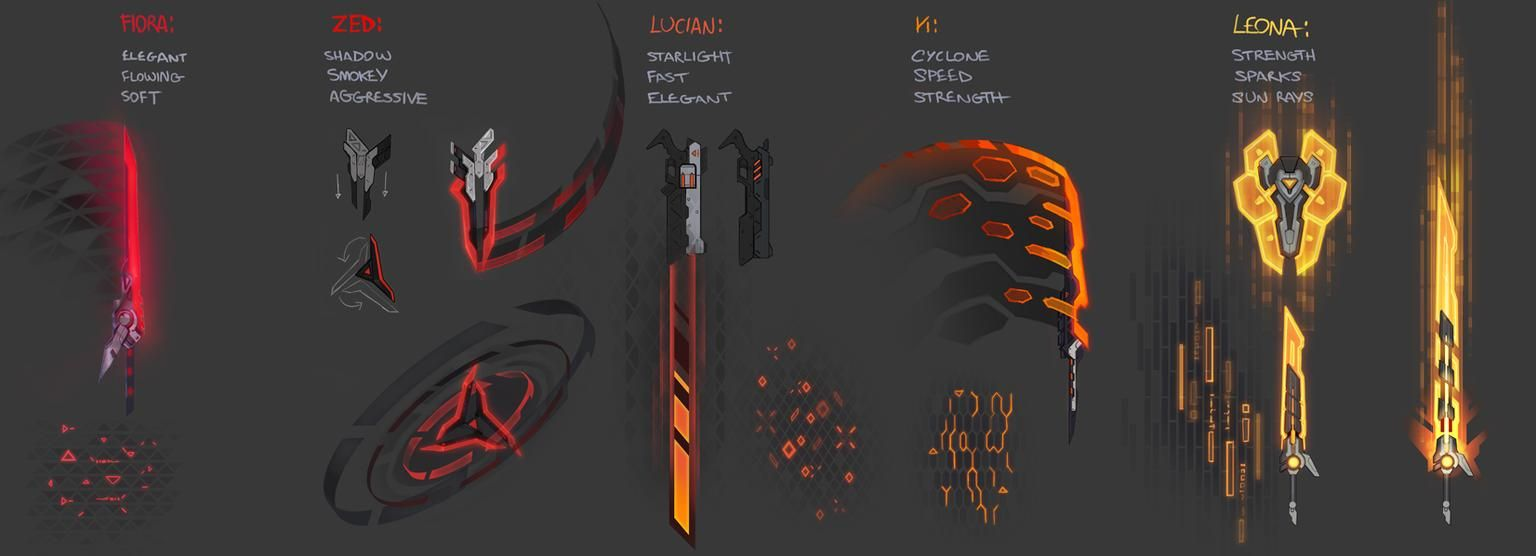 FIORA:
ELEGANT
FLOWING
SOFT
ZED:
SHADOW
SMOKEY
AGGRESSIVE
LUCIAN:
STARLIGHT
FAST
ELEGANT
Yi:
CYCLONE
SPEED
STRENGTH
LEONA:
STRENGTH
SPARKS
SUN RAYS